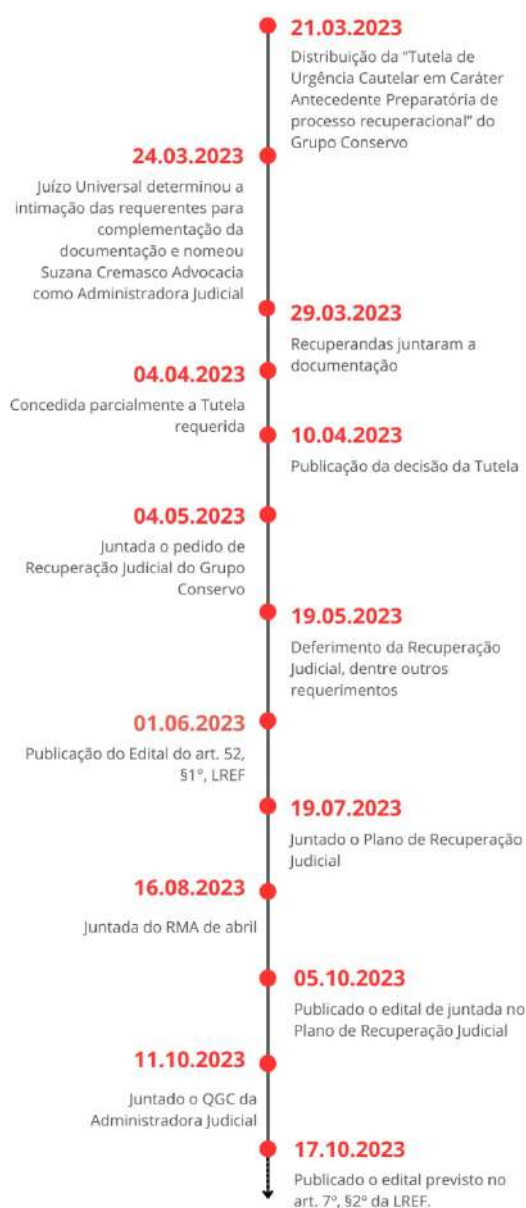 21.03.2023
Distribuição da "Tutela de
Urgência Cautelar em Caráter
Antecedente Preparatória de
processo recuperacional" do
Grupo Conservo
24.03.2023
Juízo Universal determinou a
intimação das requerentes para
complementação da
documentação e nomeou
Suzana Cremasco Advocacia
como Administradora Judicial
29.03.2023
Recuperandas juntaram a
documentação
04.04.2023
Concedida parcialmente a Tutela
requerida
10.04.2023
Publicação da decisão da Tutela
04.05.2023
Juntada o pedido de
Recuperação Judicial do Grupo
Conservo
19.05.2023
Deferimento da Recuperação
Judicial, dentre outros
requerimentos
01.06.2023
Publicação do Edital do art. 52,
§1º, LREF
19.07.2023
Juntado o Plano de Recuperação
Judicial
16.08.2023
Juntada do RMA de abril
05.10.2023
Publicado o edital de juntada no
Plano de Recuperação Judicial
11.10.2023
Juntado o QGC da
Administradora Judicial
17.10.2023
Publicado o edital previsto no
art. 7º, §2º da LREF.